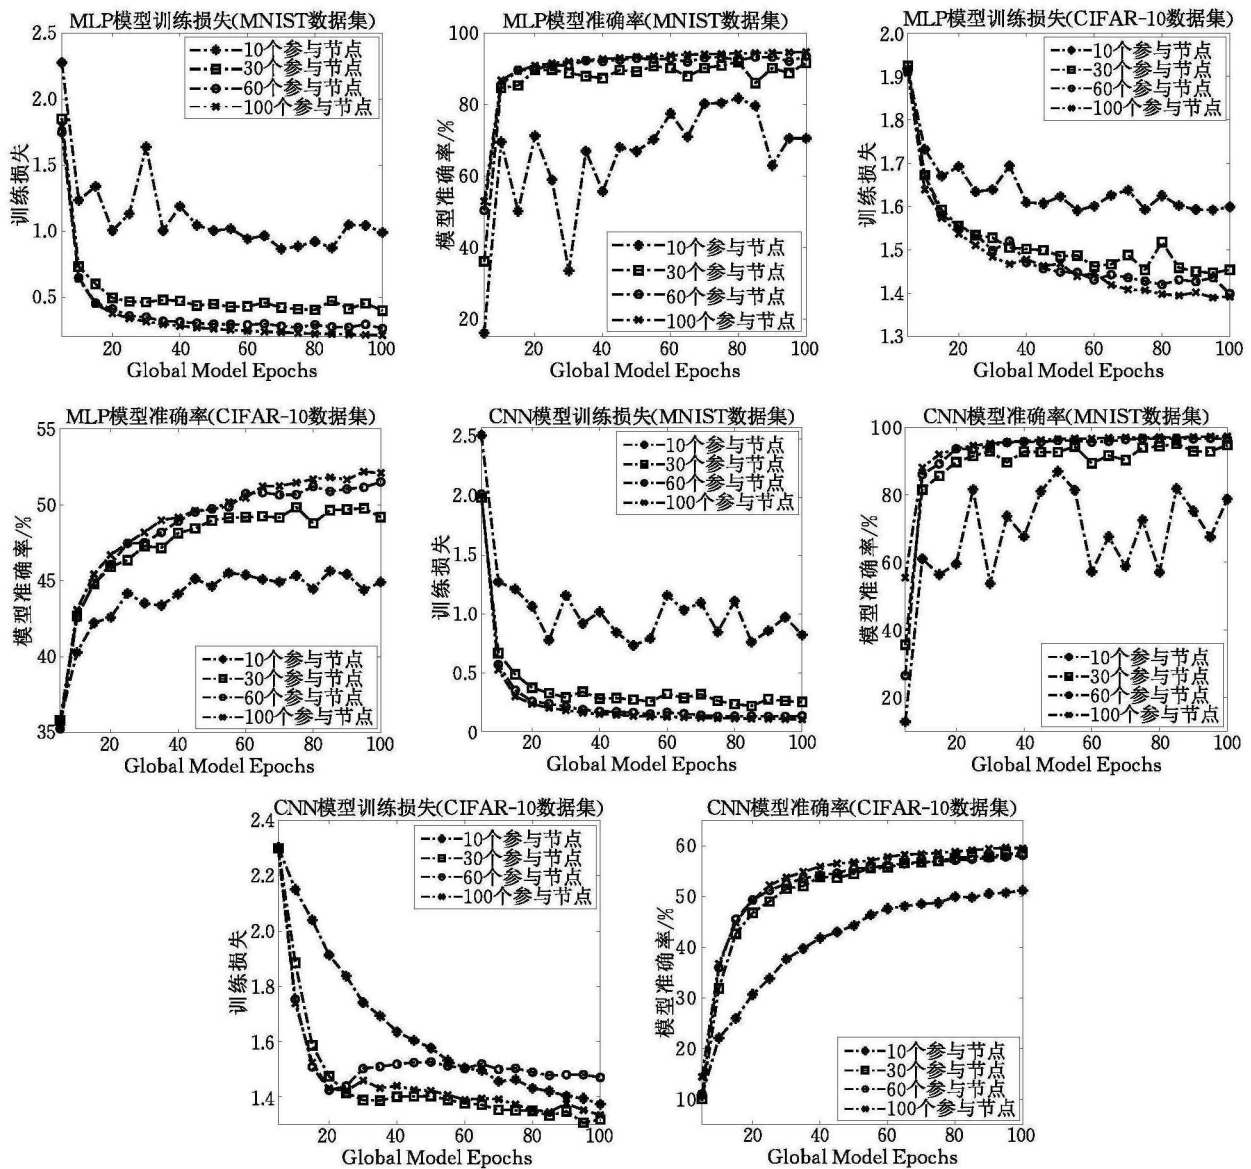 MLP模型训练损失(MNIST数据集)
2.5
2.0
1.5
1.0
0.5
训练损失
10个参与节点
30个参与节点
60个参与节点
100个参与节点
20 40 60 80 100
Global Model Epochs
MLP模型准确率(MNIST数据集)
100
80
60
40
20
模型准确率/%
10个参与节点
30个参与节点
60个参与节点
100个参与节点
20 40 60 80 100
Global Model Epochs
MLP模型训练损失(CIFAR-10数据集)
2.0
1.9
1.8
1.7
1.6
1.5
1.4
1.3
训练损失
10个参与节点
30个参与节点
60个参与节点
100个参与节点
20 40 60 80 100
Global Model Epochs
MLP模型准确率(CIFAR-10数据集)
55
50
45
40
35
模型准确率/%
10个参与节点
30个参与节点
60个参与节点
100个参与节点
20 40 60 80 100
Global Model Epochs
CNN模型训练损失(MNIST数据集)
2.5
2.0
1.5
1.0
0.5
0
训练损失
10个参与节点
30个参与节点
60个参与节点
100个参与节点
20 40 60 80 100
Global Model Epochs
CNN模型准确率(MNIST数据集)
100
80
60
40
20
模型准确率/%
10个参与节点
30个参与节点
60个参与节点
100个参与节点
20 40 60 80 100
Global Model Epochs
CNN模型训练损失(CIFAR-10数据集)
2.4
2.2
2.0
1.8
1.6
1.4
训练损失
10个参与节点
30个参与节点
60个参与节点
100个参与节点
20 40 60 80 100
Global Model Epochs
CNN模型准确率(CIFAR-10数据集)
60
50
40
30
20
10
模型准确率/%
10个参与节点
30个参与节点
60个参与节点
100个参与节点
20 40 60 80 100
Global Model Epochs